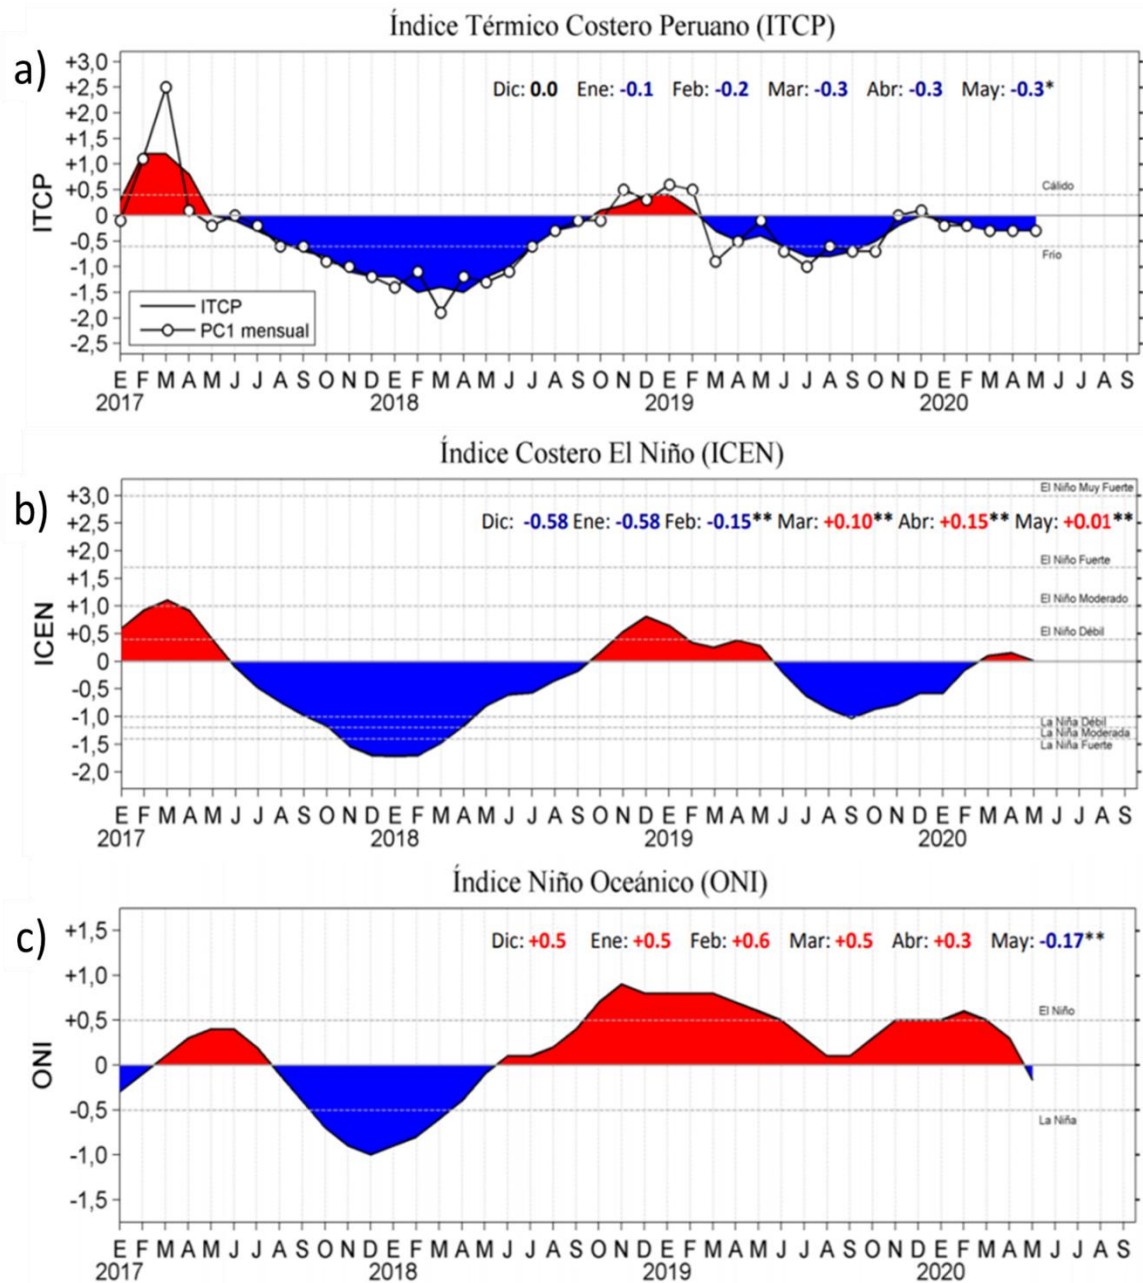 Índice Térmico Costero Peruano (ITCP)
a)
+3,0
+2,5
+2,0
+1,5
+1,0
+0,5
0
-0,5
-1,0
-1,5
-2,0
-2,5
ITCP
Dic: 0.0 Ene: -0.1 Feb: -0.2 Mar: -0.3 Abr: -0.3 May: -0.3*
Cálido
Frío
ITCP
PC1 mensual
E F M A M J J A S O N D E F M A M J J A S O N D E F M A M J J A S O N D E F M A M J J A S
2017 2018 2019 2020
Índice Costero El Niño (ICEN)
b)
+3,0
+2,5
+2,0
+1,5
+1,0
+0,5
0
-0,5
-1,0
-1,5
-2,0
ICEN
El Niño Muy Fuerte
Dic: -0.58 Ene: -0.58 Feb: -0.15** Mar: +0.10** Abr: +0.15** May: +0.01**
El Niño Fuerte
El Niño Moderado
El Niño Débil
La Niña Débil
La Niña Moderada
La Niña Fuerte
E F M A M J J A S O N D E F M A M J J A S O N D E F M A M J J A S O N D E F M A M J J A S
2017 2018 2019 2020
Índice Niño Oceánico (ONI)
c)
+1,5
+1,0
+0,5
0
-0,5
-1,0
-1,5
ONI
Dic: +0.5 Ene: +0.5 Feb: +0.6 Mar: +0.5 Abr: +0.3 May: -0.17**
El Niño
La Niña
E F M A M J J A S O N D E F M A M J J A S O N D E F M A M J J A S O N D E F M A M J J A S
2017 2018 2019 2020